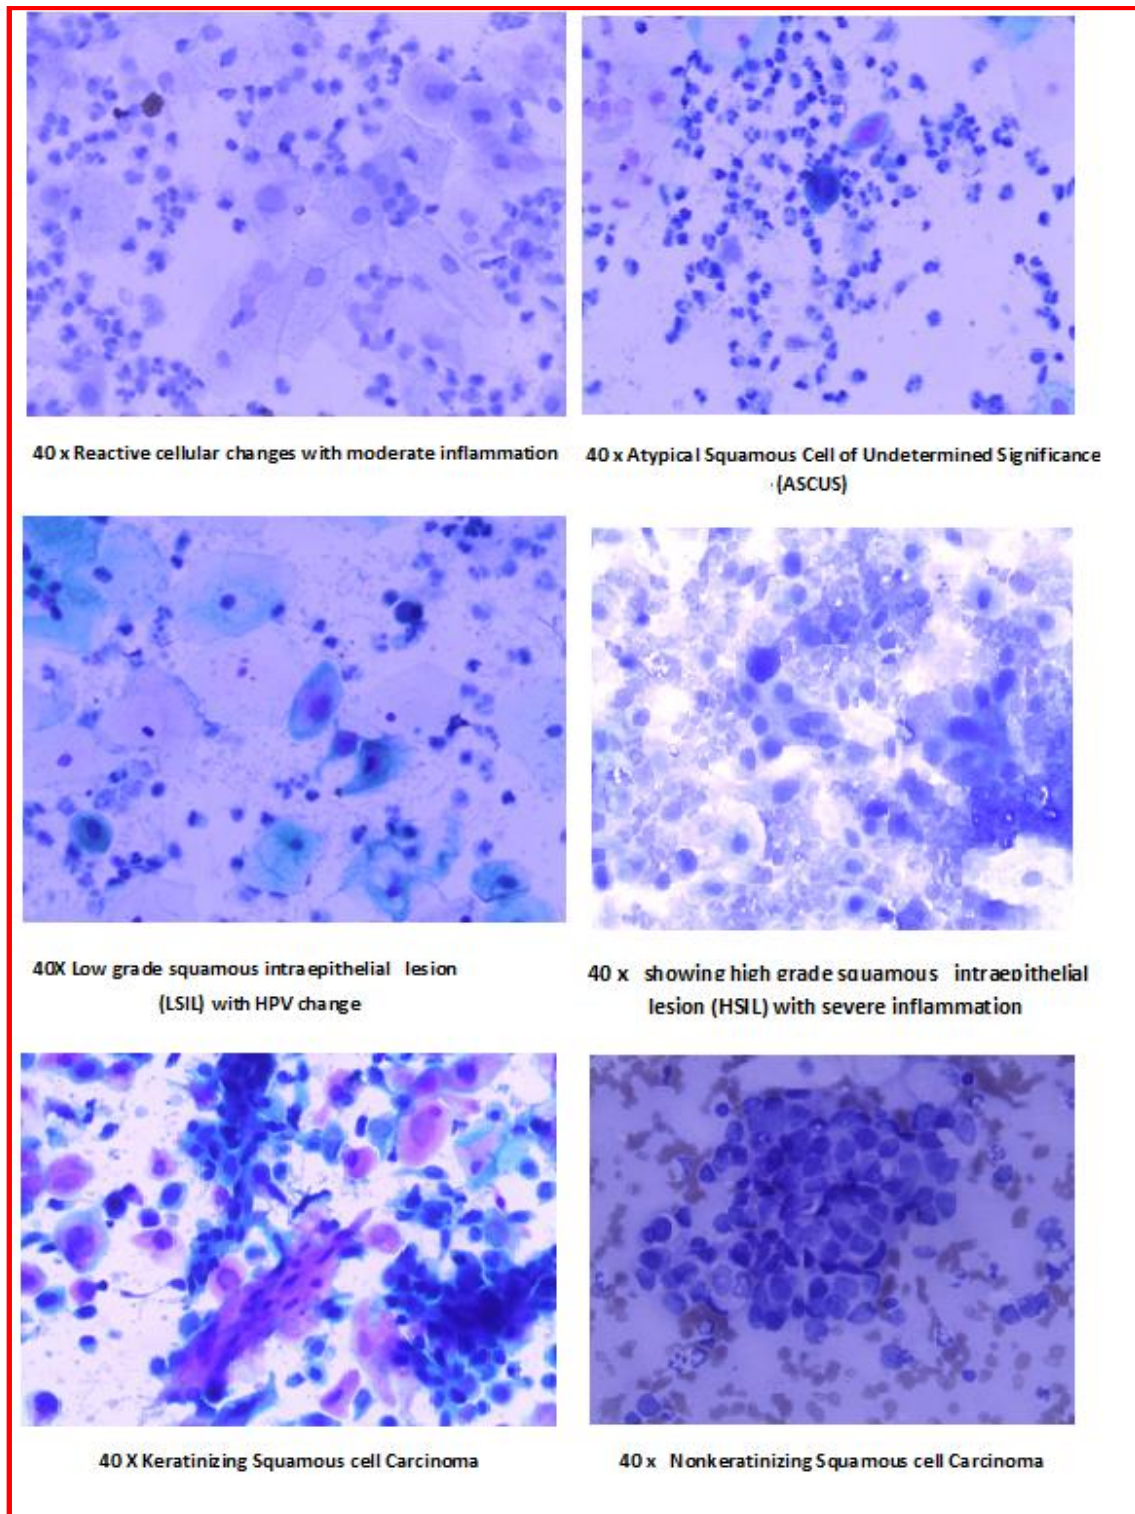 40 x Reactive cellular changes with moderate inflammation
40 x Atypical Squamous Cell of Undetermined Significance
(ASCUS)
40X Low grade squamous intraepithelial lesion
(LSIL) with HPV change
40 x showing high grade squamous intraepithelial
lesion (HSIL) with severe inflammation
40 X Keratinizing Squamous cell Carcinoma
40 x Nonkeratinizing Squamous cell Carcinoma